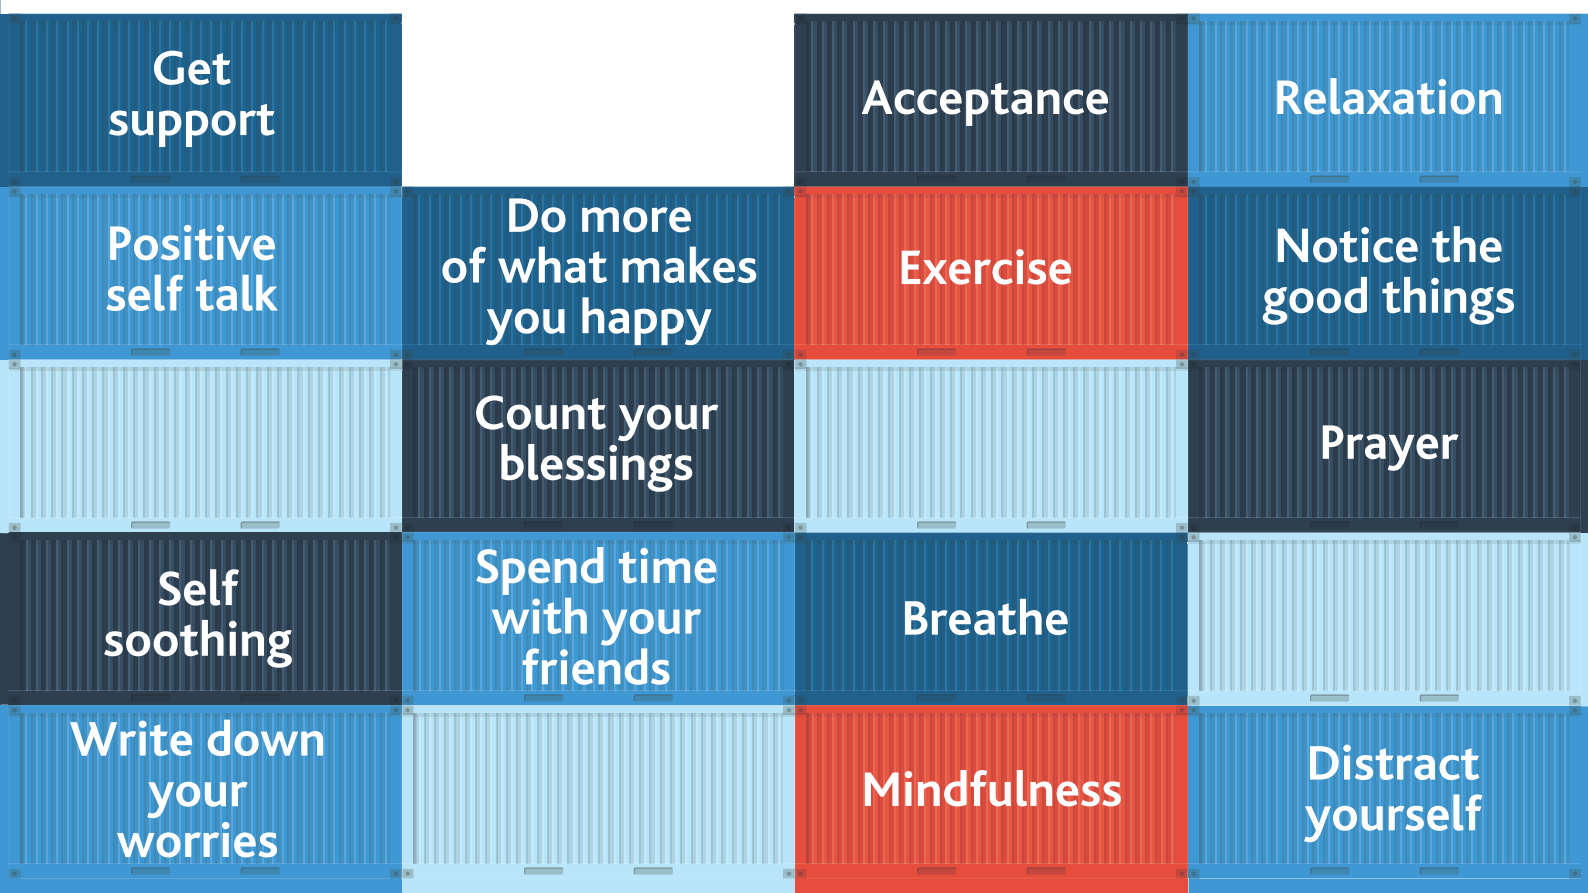 Get
support
Acceptance
Relaxation
Positive
self talk
Do more
of what makes
you happy
Exercise
Notice the
good things
Count your
blessings
Prayer
Self
soothing
Spend time
with your
friends
Breathe
Write down
your
worries
Mindfulness
Distract
yourself